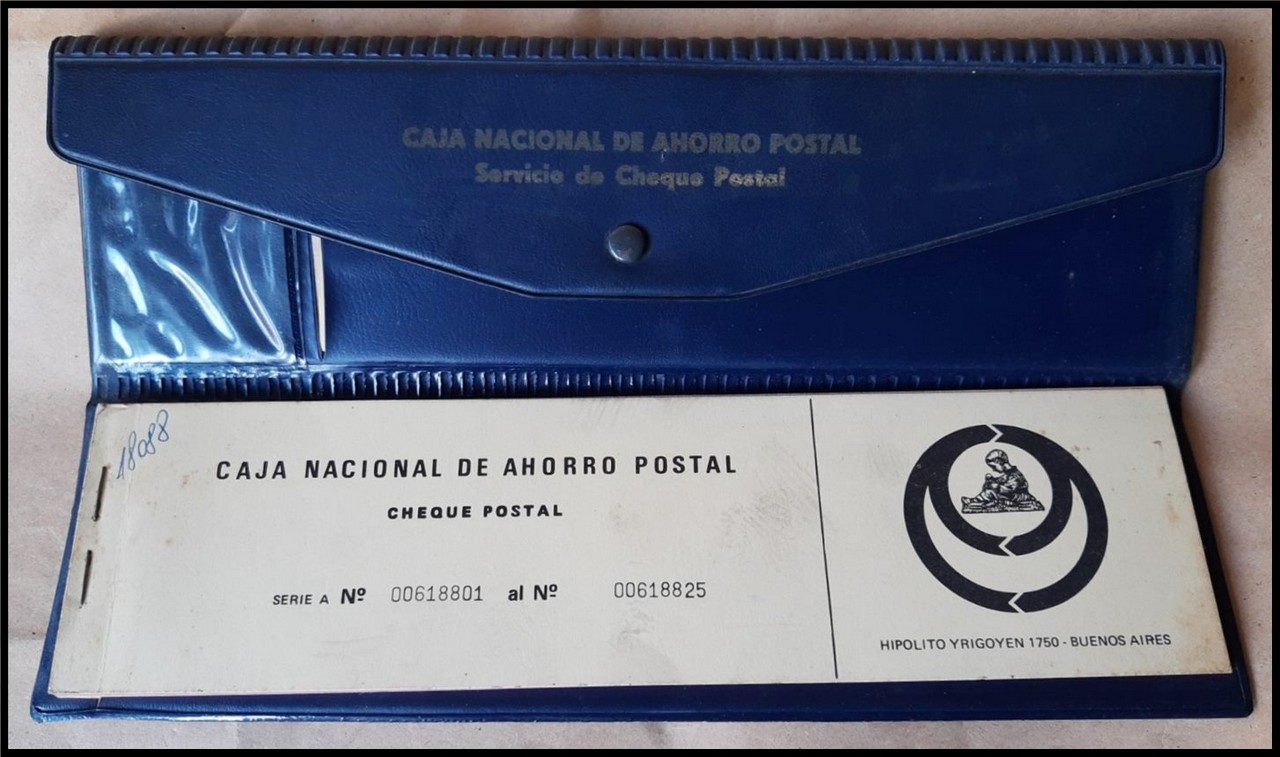 CAJA NACIONAL DE AHORRO POSTAL
Servicio de Cheque Postal
18088
CAJA NACIONAL DE AHORRO POSTAL
CHEQUE POSTAL
SERIE A Nº 00618801 al Nº 00618825
HIPOLITO YRIGOYEN 1750 - BUENOS AIRES